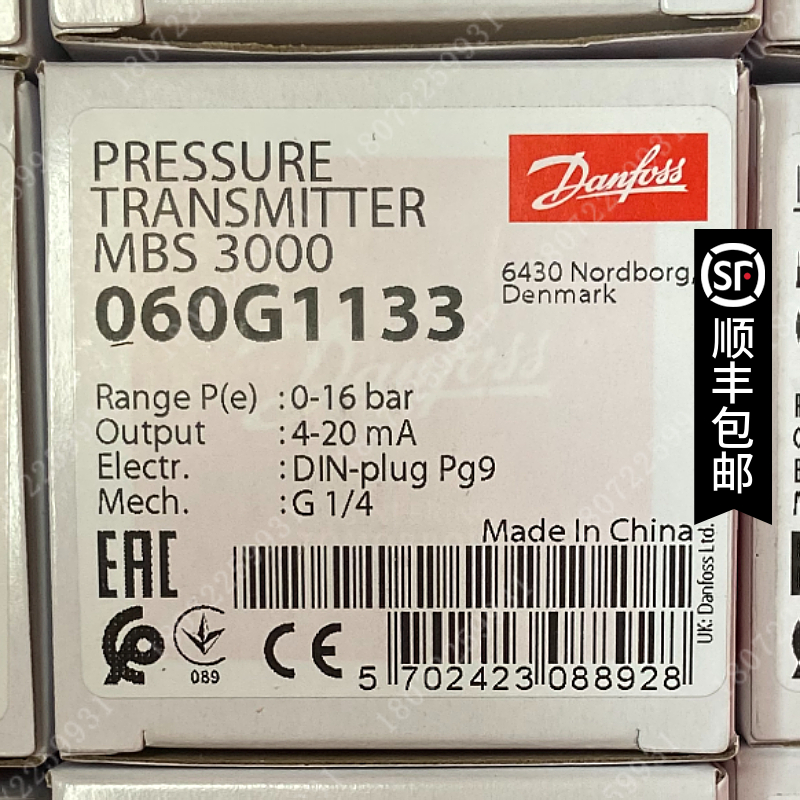 PRESSURE
TRANSMITTER
MBS 3000
060G1133
Danfoss
6430 Nordborg,
Denmark
SF
顺丰包邮
Range P(e) :0-16 bar
Output :4-20 mA
Electr. :DIN-plug Pg9
Mech. :G 1/4
Made In China
UK: Danfoss Ltd.
EAC
089
CE
5 702423 088928
18072259931